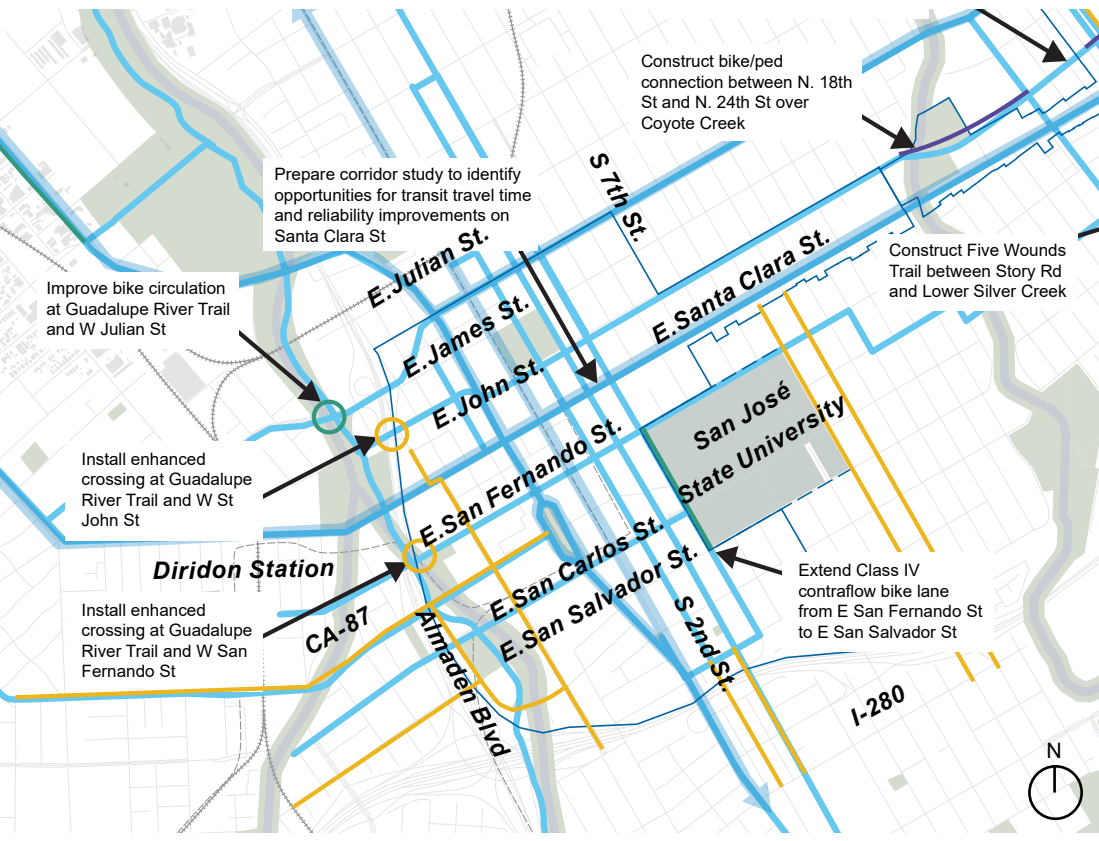 Construct bike/ped
connection between N. 18th
St and N. 24th St over
Coyote Creek
Prepare corridor study to identify
opportunities for transit travel time
and reliability improvements on
Santa Clara St
S 7th St.
E.Julian St.
E.Santa Clara St.
Construct Five Wounds
Trail between Story Rd
and Lower Silver Creek
Improve bike circulation
at Guadalupe River Trail
and W Julian St
E.James St.
E.John St.
San José
State University
Install enhanced
crossing at Guadalupe
River Trail and W St
John St
E.San Fernando St.
E.San Carlos St.
E.San Salvador St.
Diridon Station
Extend Class IV
contraflow bike lane
from E San Fernando St
to E San Salvador St
Install enhanced
crossing at Guadalupe
River Trail and W San
Fernando St
CA-87
Almaden Blvd
S 2nd St.
I-280
N